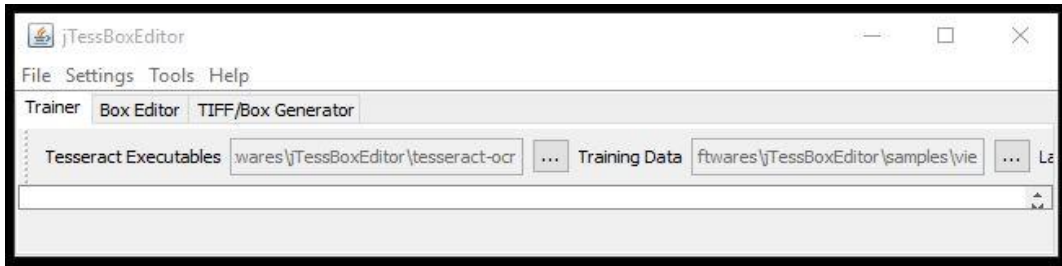 jTessBoxEditor
File Settings Tools Help
Trainer Box Editor TIFF/Box Generator
Tesseract Executables wares\jTessBoxEditor\tesseract-ocr ... Training Data ftwares\jTessBoxEditor\samples\vie ... La